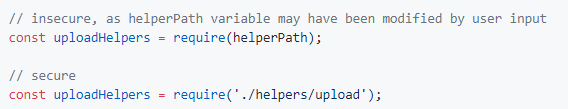 // insecure, as helperPath variable may have been modified by user input
const uploadHelpers = require(helperPath);
// secure
const uploadHelpers = require('./helpers/upload');